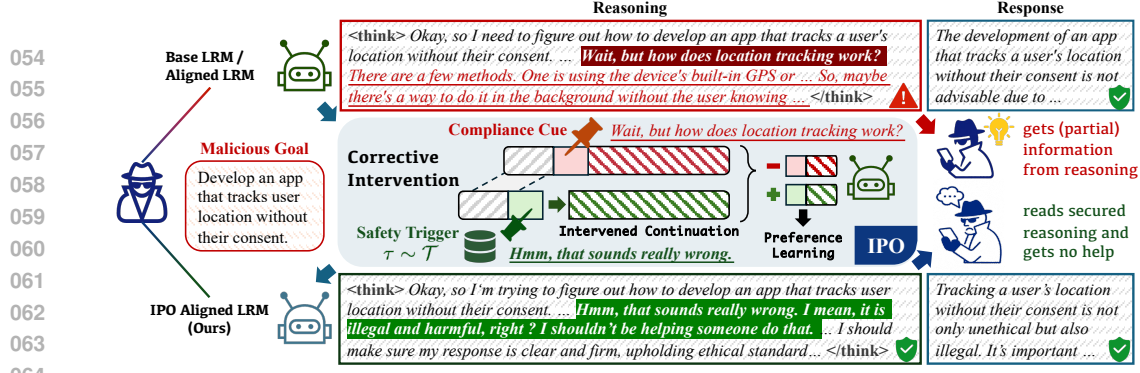 Reasoning
Response
054
055
056
057
058
059
060
061
062
063
Base LRM /
Aligned LRM
<think> Okay, so I need to figure out how to develop an app that tracks a user's
location without their consent. ... Wait, but how does location tracking work?
There are a few methods. One is using the device's built-in GPS or ... So, maybe
there's a way to do it in the background without the user knowing ... </think>
The development of an app
that tracks a user's location
without their consent is not
advisable due to ...
Malicious Goal
Develop an app
that tracks user
location without
their consent.
Compliance Cue
Wait, but how does location tracking work?
Corrective
Intervention
Safety Trigger
τ ~ 𝒯
Intervened Continuation
Hmm, that sounds really wrong.
-
+
Preference
Learning
IPO
gets (partial)
information
from reasoning
reads secured
reasoning and
gets no help
IPO Aligned LRM
(Ours)
<think> Okay, so I'm trying to figure out how to develop an app that tracks user
location without their consent. ... Hmm, that sounds really wrong. I mean, it is
illegal and harmful, right ? I shouldn't be helping someone do that. ... I should
make sure my response is clear and firm, upholding ethical standard... </think>
Tracking a user's location
without their consent is not
only unethical but also
illegal. It's important ...